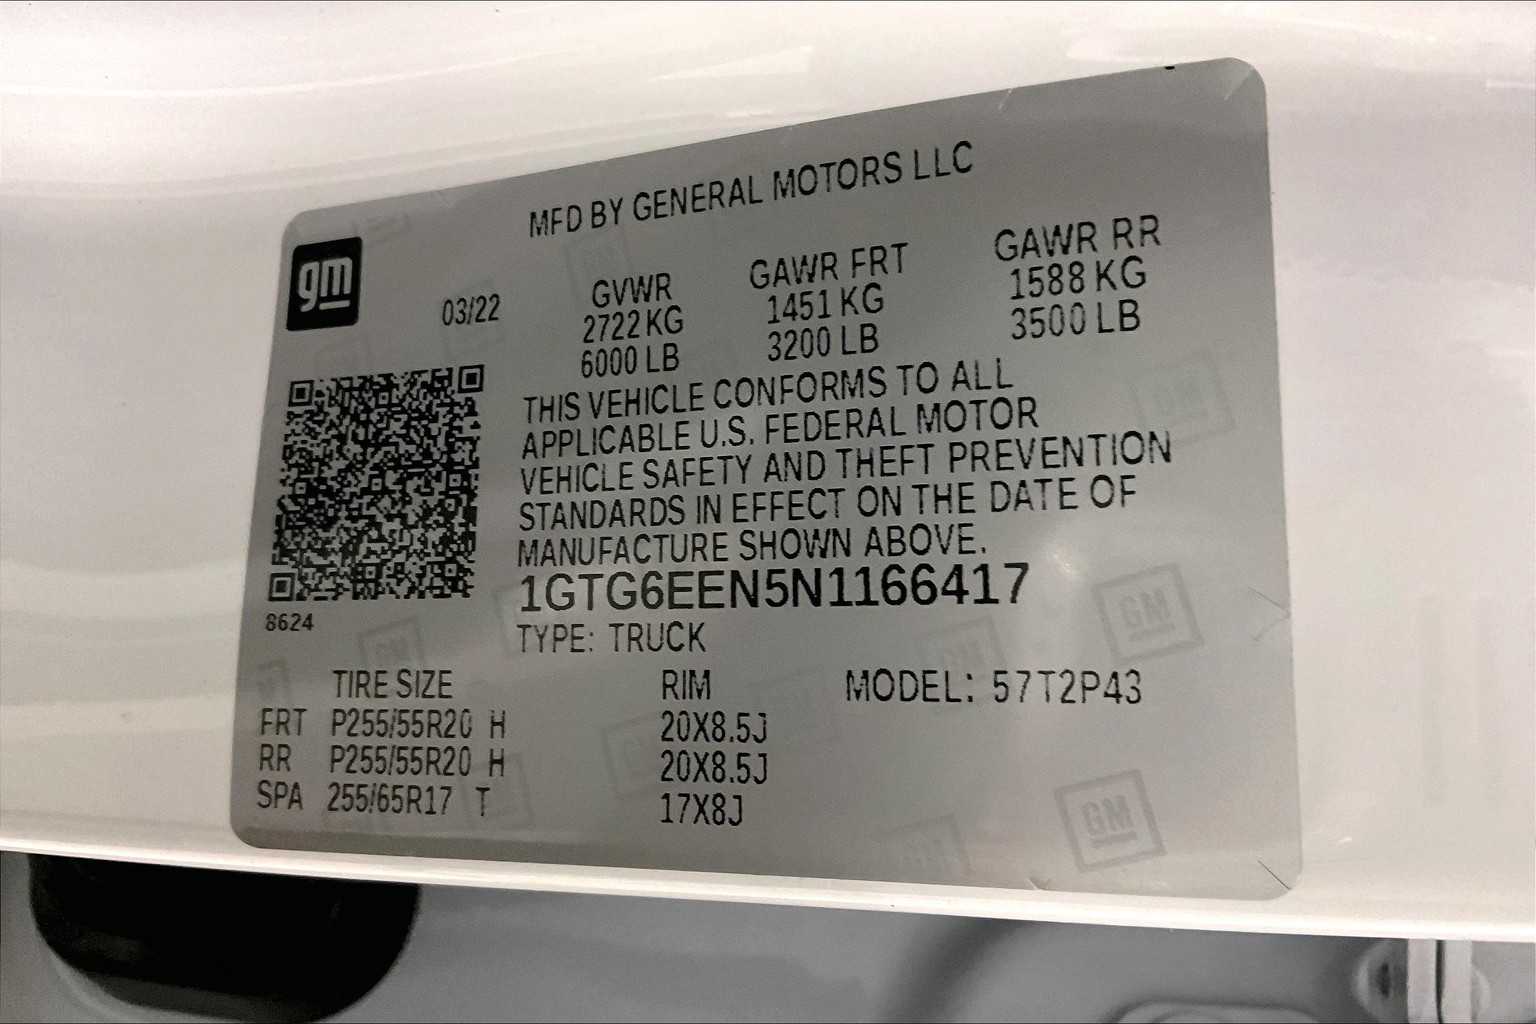 MFD BY GENERAL MOTORS LLC
gm
03/22 GVWR GAWR FRT GAWR RR
2722 KG 1451 KG 1588 KG
6000 LB 3200 LB 3500 LB
THIS VEHICLE CONFORMS TO ALL
APPLICABLE U.S. FEDERAL MOTOR
VEHICLE SAFETY AND THEFT PREVENTION
STANDARDS IN EFFECT ON THE DATE OF
MANUFACTURE SHOWN ABOVE.
1GTG6EEN5N1166417
8624
TYPE: TRUCK
TIRE SIZE RIM MODEL: 57T2P43
FRT P255/55R20 H 20X8.5J
RR P255/55R20 H 20X8.5J
SPA 255/65R17 T 17X8J
GM
GM